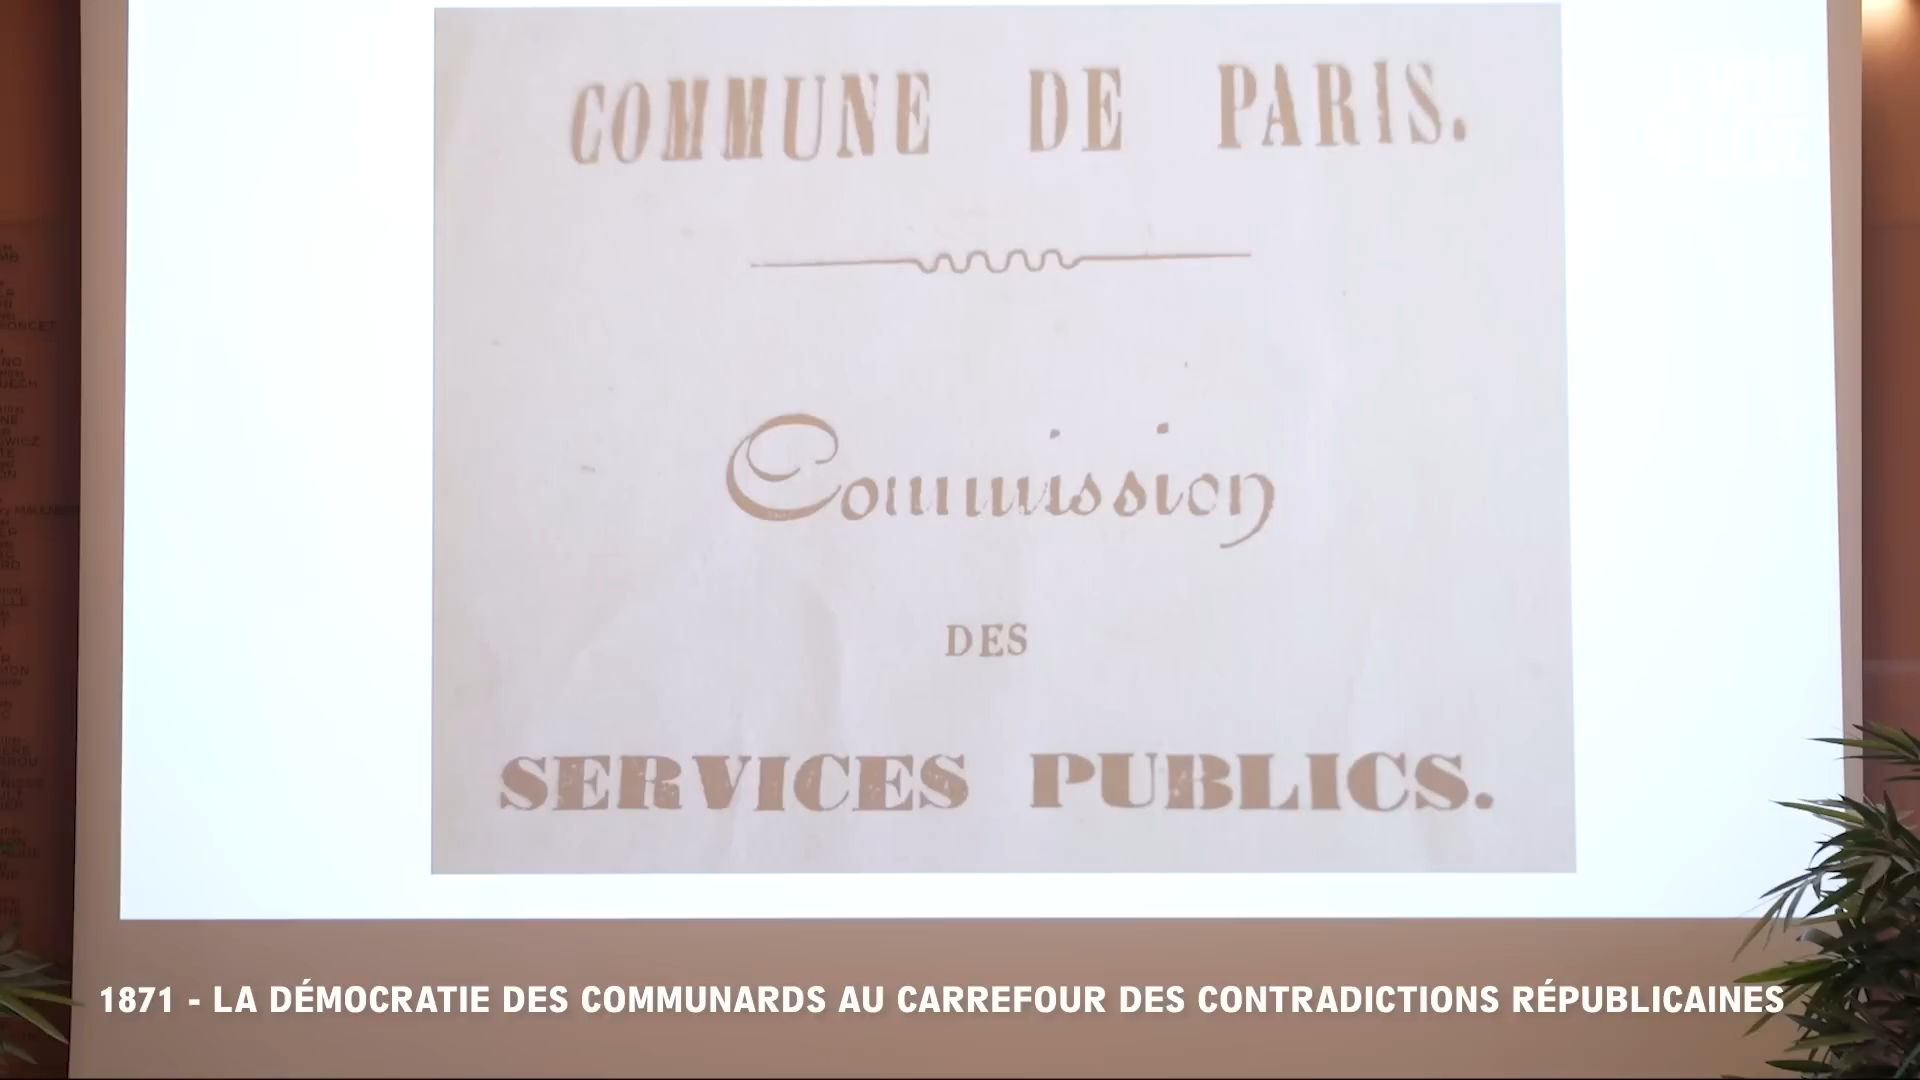 COMMUNE DE PARIS.
Commission
DES
SERVICES PUBLICS.
1871 - LA DÉMOCRATIE DES COMMUNARDS AU CARREFOUR DES CONTRADICTIONS RÉPUBLICAINES